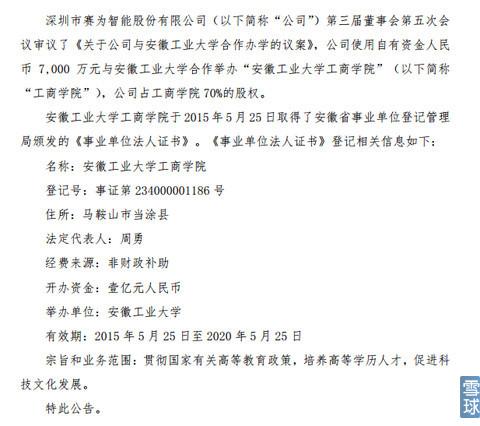 深圳市赛为智能股份有限公司（以下简称“公司”）第三届董事会第五次会
议审议了《关于公司与安徽工业大学合作办学的议案》，公司使用自有资金人民
币 7,000 万元与安徽工业大学合作举办“安徽工业大学工商学院”（以下简称
“工商学院”），公司占工商学院 70%的股权。
安徽工业大学工商学院于 2015 年 5 月 25 日取得了安徽省事业单位登记管理
局颁发的《事业单位法人证书》。《事业单位法人证书》登记相关信息如下：
名称：安徽工业大学工商学院
登记号：事证第 234000001186 号
住所：马鞍山市当涂县
法定代表人：周勇
经费来源：非财政补助
开办资金：壹亿元人民币
举办单位：安徽工业大学
有效期：2015 年 5 月 25 日至 2020 年 5 月 25 日
宗旨和业务范围：贯彻国家有关高等教育政策，培养高等学历人才，促进科
技文化发展。
特此公告。
雪球